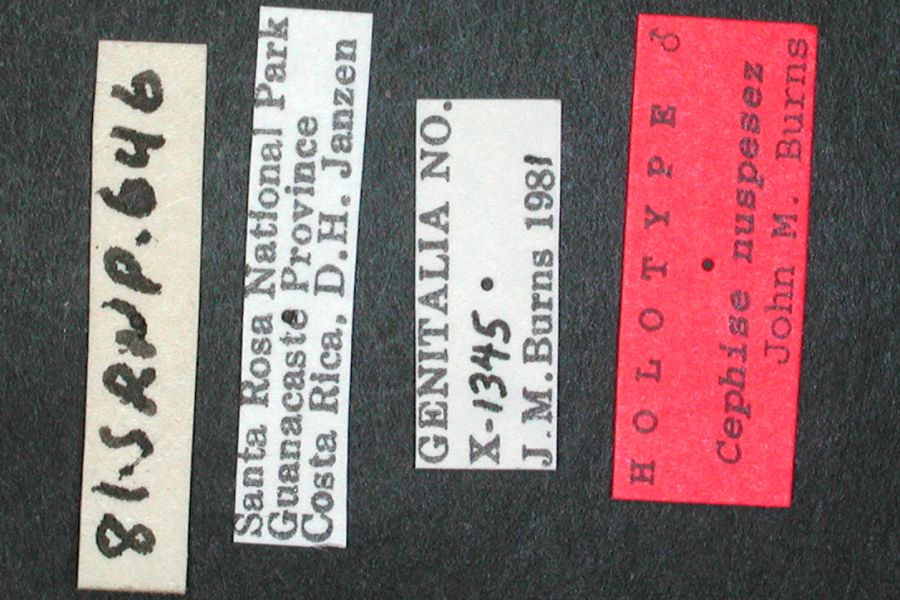 81-SRNP.646
Santa Rosa National Park
Guanacaste Province
Costa Rica, D.H. Janzen
GENITALIA NO.
X-1345
J.M.Burns 1981
HOLOTYPE ♂
Cephise nuspesez
John M. Burns